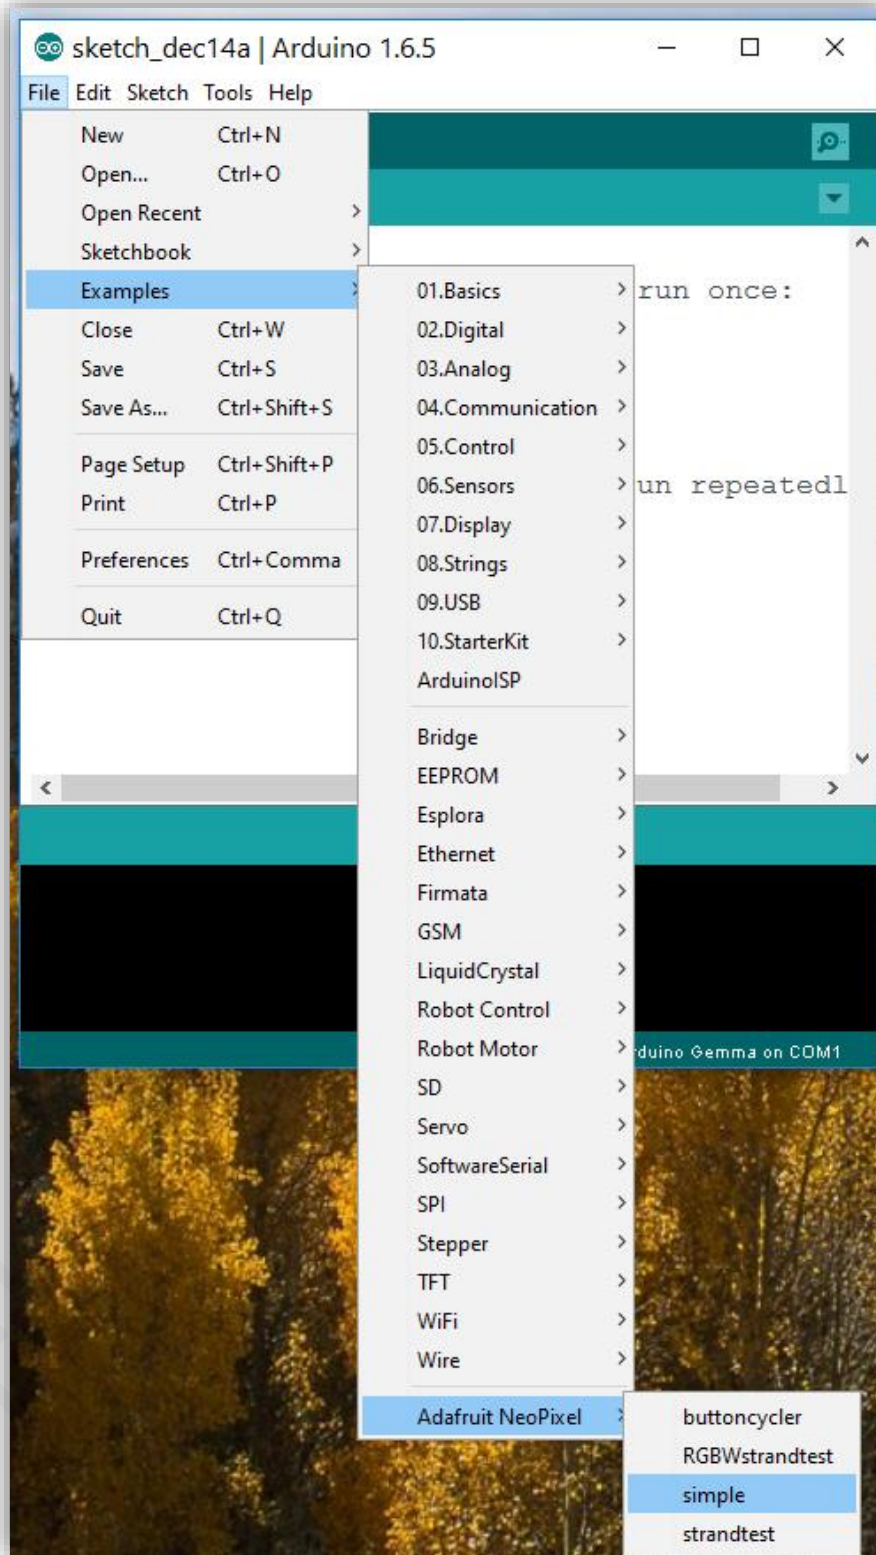 sketch_dec14a | Arduino 1.6.5
File Edit Sketch Tools Help
New Ctrl+N
Open... Ctrl+O
Open Recent
Sketchbook
Examples
Close Ctrl+W
Save Ctrl+S
Save As... Ctrl+Shift+S
Page Setup Ctrl+Shift+P
Print Ctrl+P
Preferences Ctrl+Comma
Quit Ctrl+Q
01.Basics
02.Digital
03.Analog
04.Communication
05.Control
06.Sensors
07.Display
08.Strings
09.USB
10.StarterKit
ArduinoISP
Bridge
EEPROM
Esplora
Ethernet
Firmata
GSM
LiquidCrystal
Robot Control
Robot Motor
SD
Servo
SoftwareSerial
SPI
Stepper
TFT
WiFi
Wire
Adafruit NeoPixel
buttoncycler
RGBWstrandtest
simple
strandtest
run once:
un repeatedl
duino Gemma on COM1